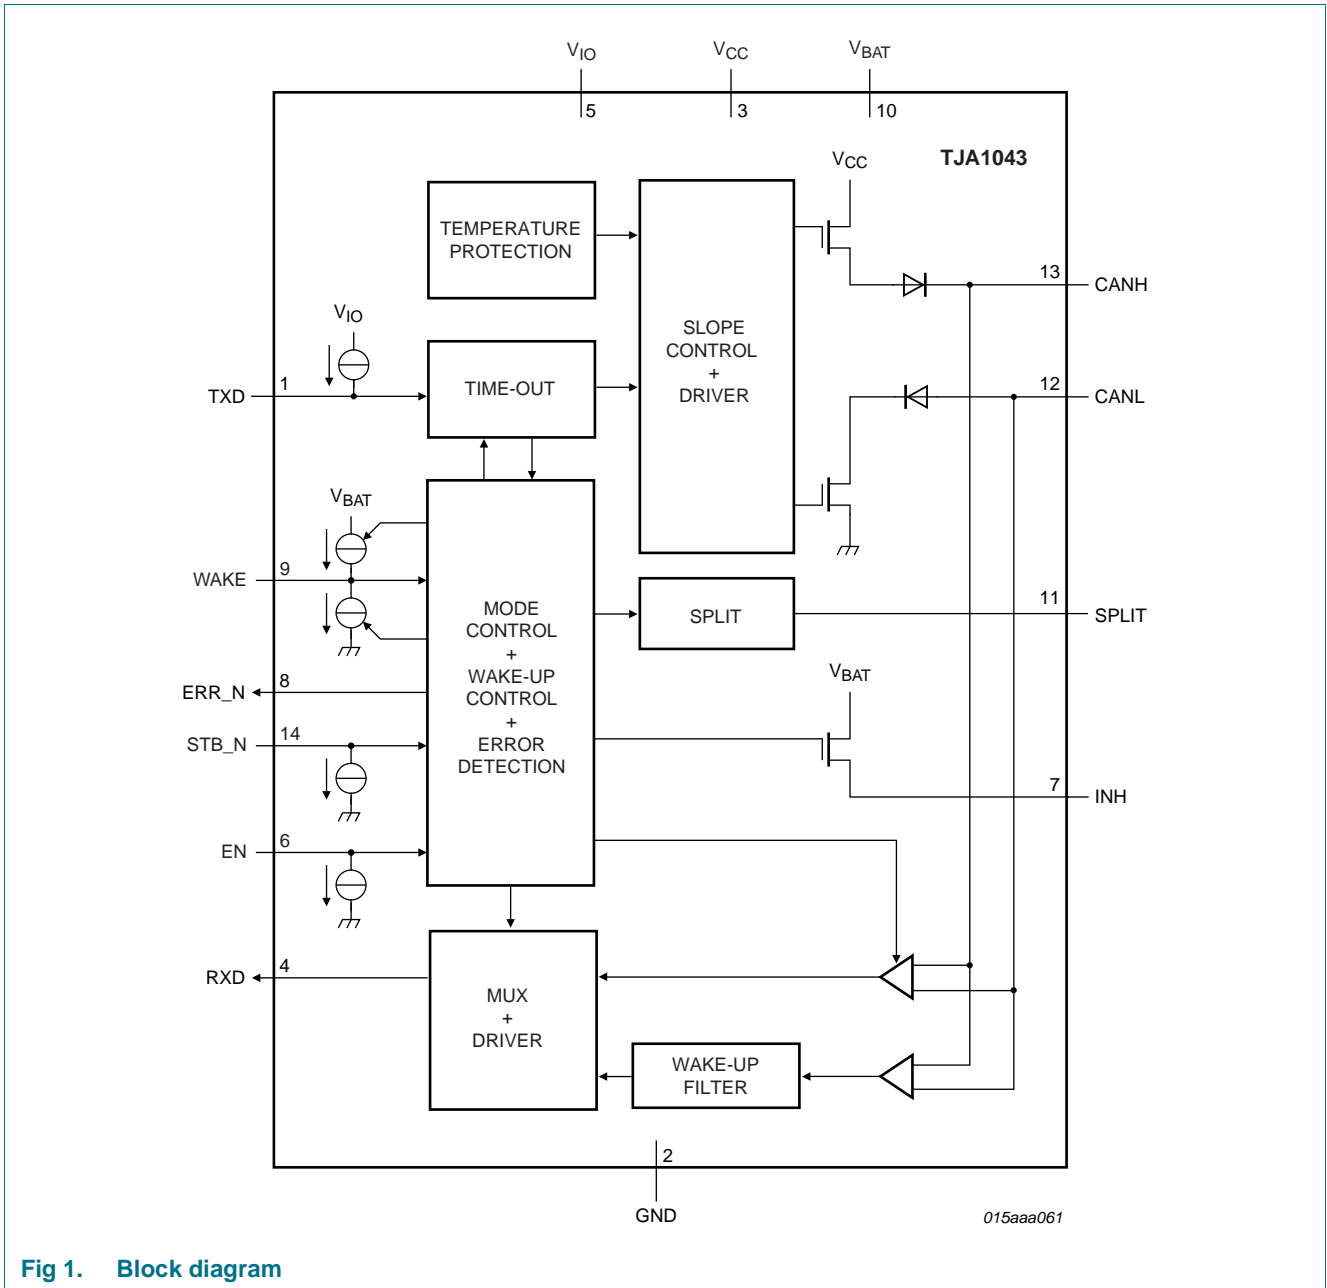 VIO
VCC
VBAT
5
3
10
TJA1043
VCC
TEMPERATURE
PROTECTION
13
CANH
VIO
SLOPE
CONTROL
+
DRIVER
TXD
1
TIME-OUT
12
CANL
VBAT
WAKE
9
MODE
CONTROL
+
WAKE-UP
CONTROL
+
ERROR
DETECTION
SPLIT
11
SPLIT
ERR_N
8
VBAT
STB_N
14
7
INH
EN
6
RXD
4
MUX
+
DRIVER
WAKE-UP
FILTER
2
GND
015aaa061
Fig 1. Block diagram